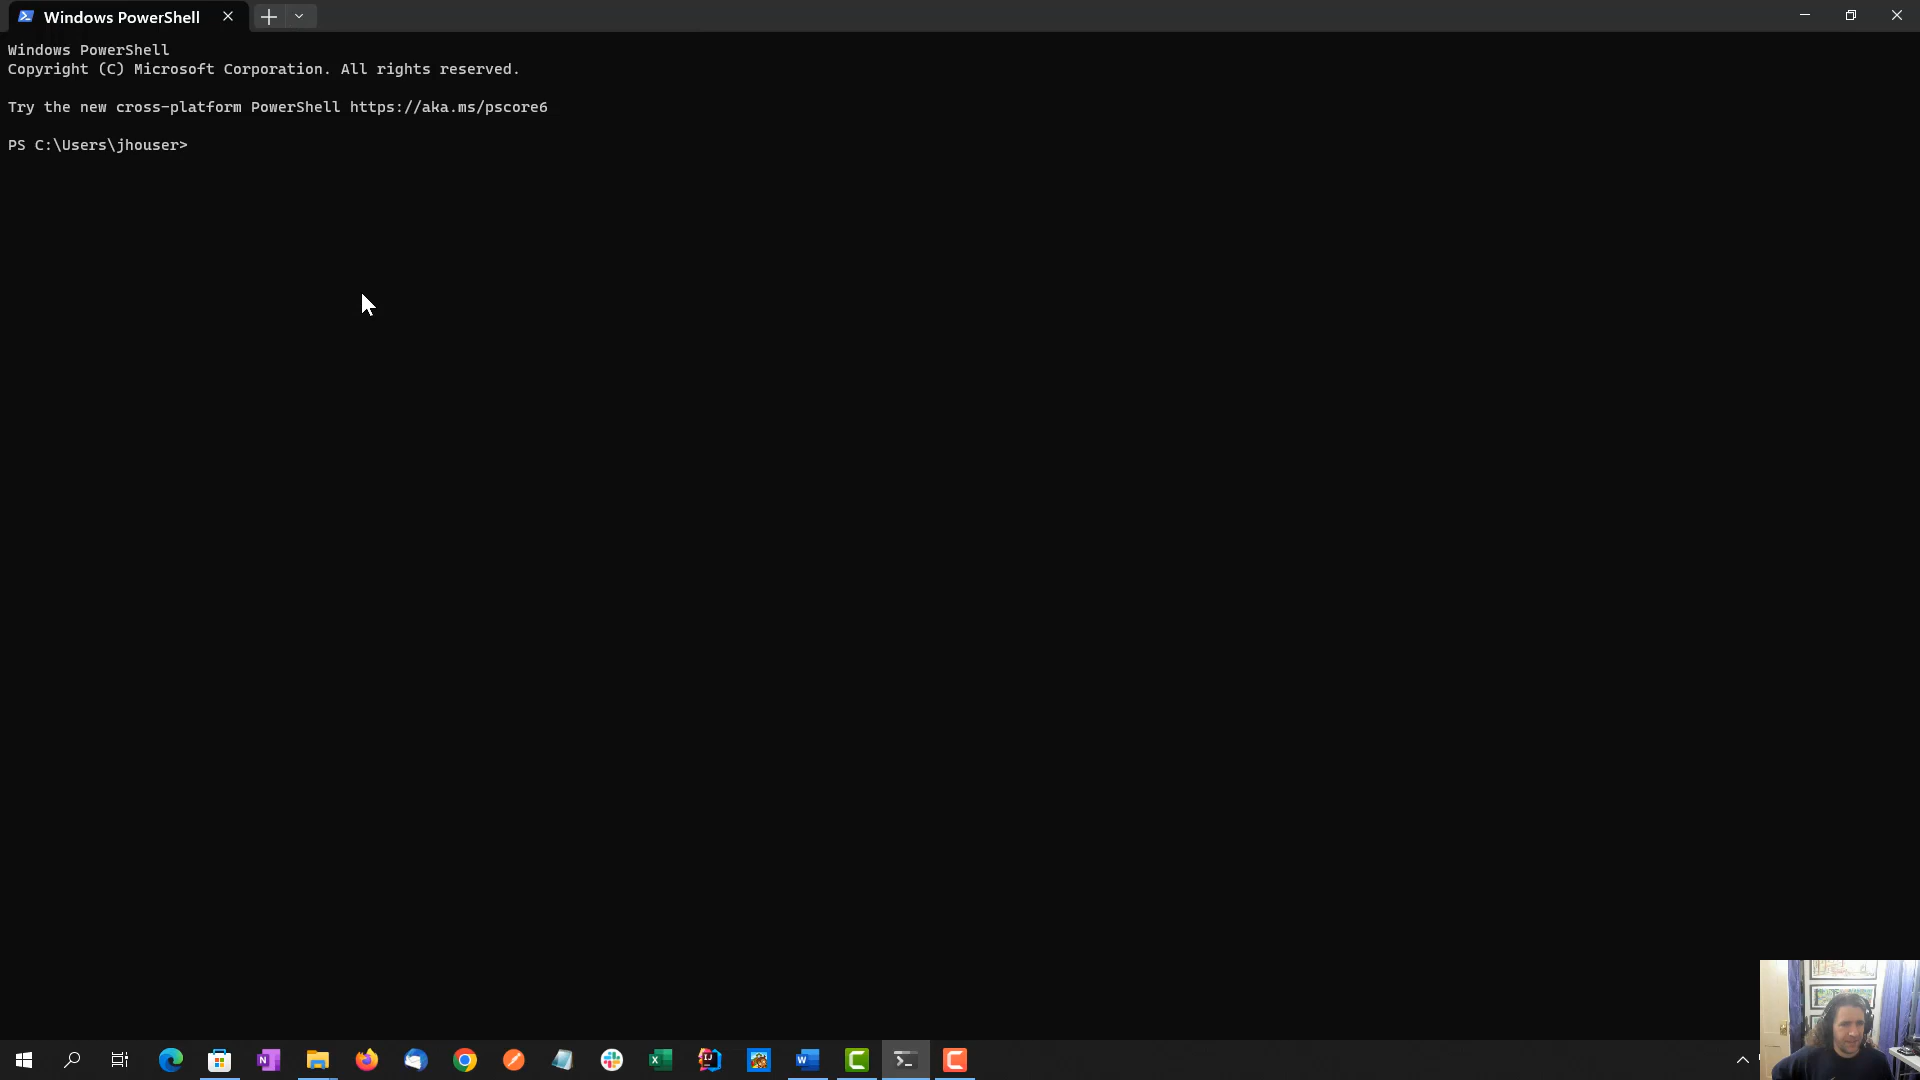 Windows PowerShell
Windows PowerShell
Copyright (C) Microsoft Corporation. All rights reserved.
Try the new cross-platform PowerShell https://aka.ms/pscore6
PS C:\Users\jhouser>